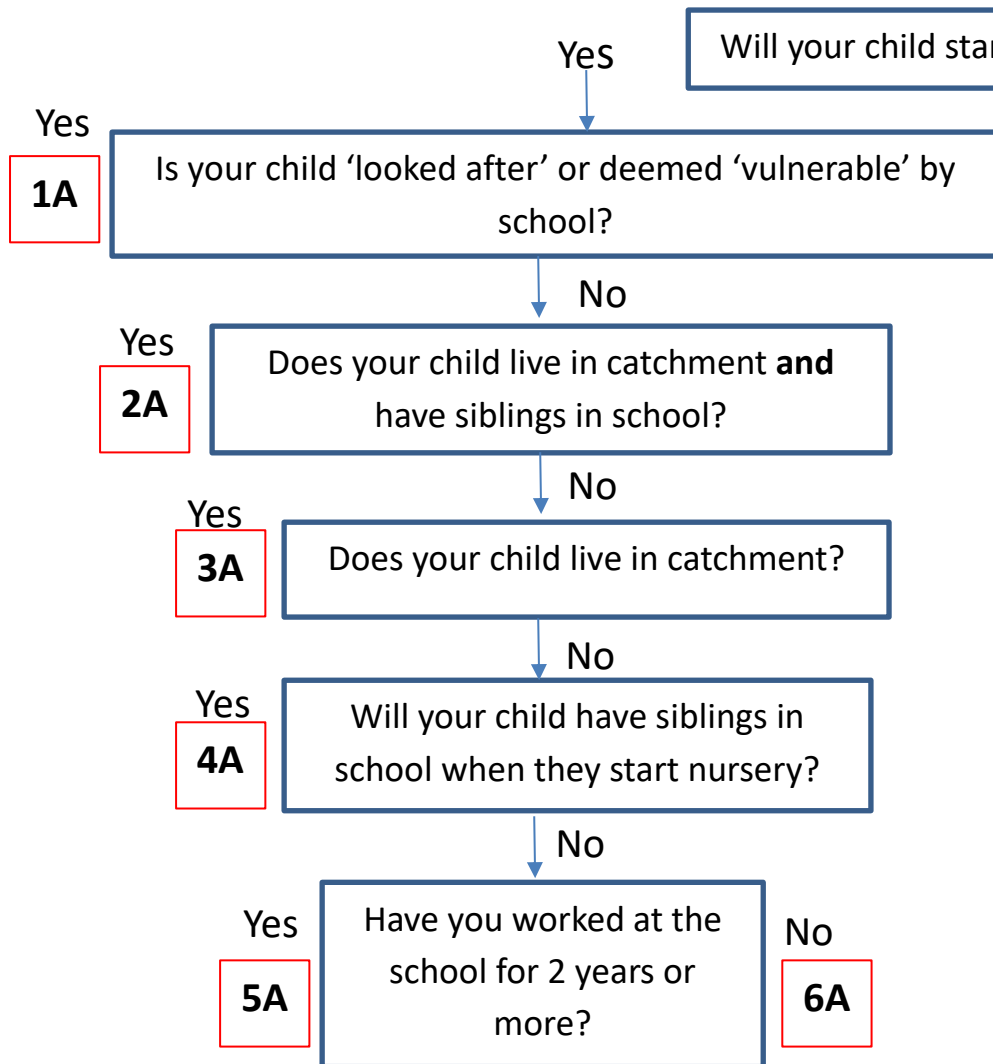 Will your child star
Yes
Yes
1A
Is your child ‘looked after’ or deemed ‘vulnerable’ by
school?
No
Yes
2A
Does your child live in catchment and
have siblings in school?
No
Yes
3A
Does your child live in catchment?
No
Yes
4A
Will your child have siblings in
school when they start nursery?
No
Yes
5A
Have you worked at the
school for 2 years or
more?
No
6A